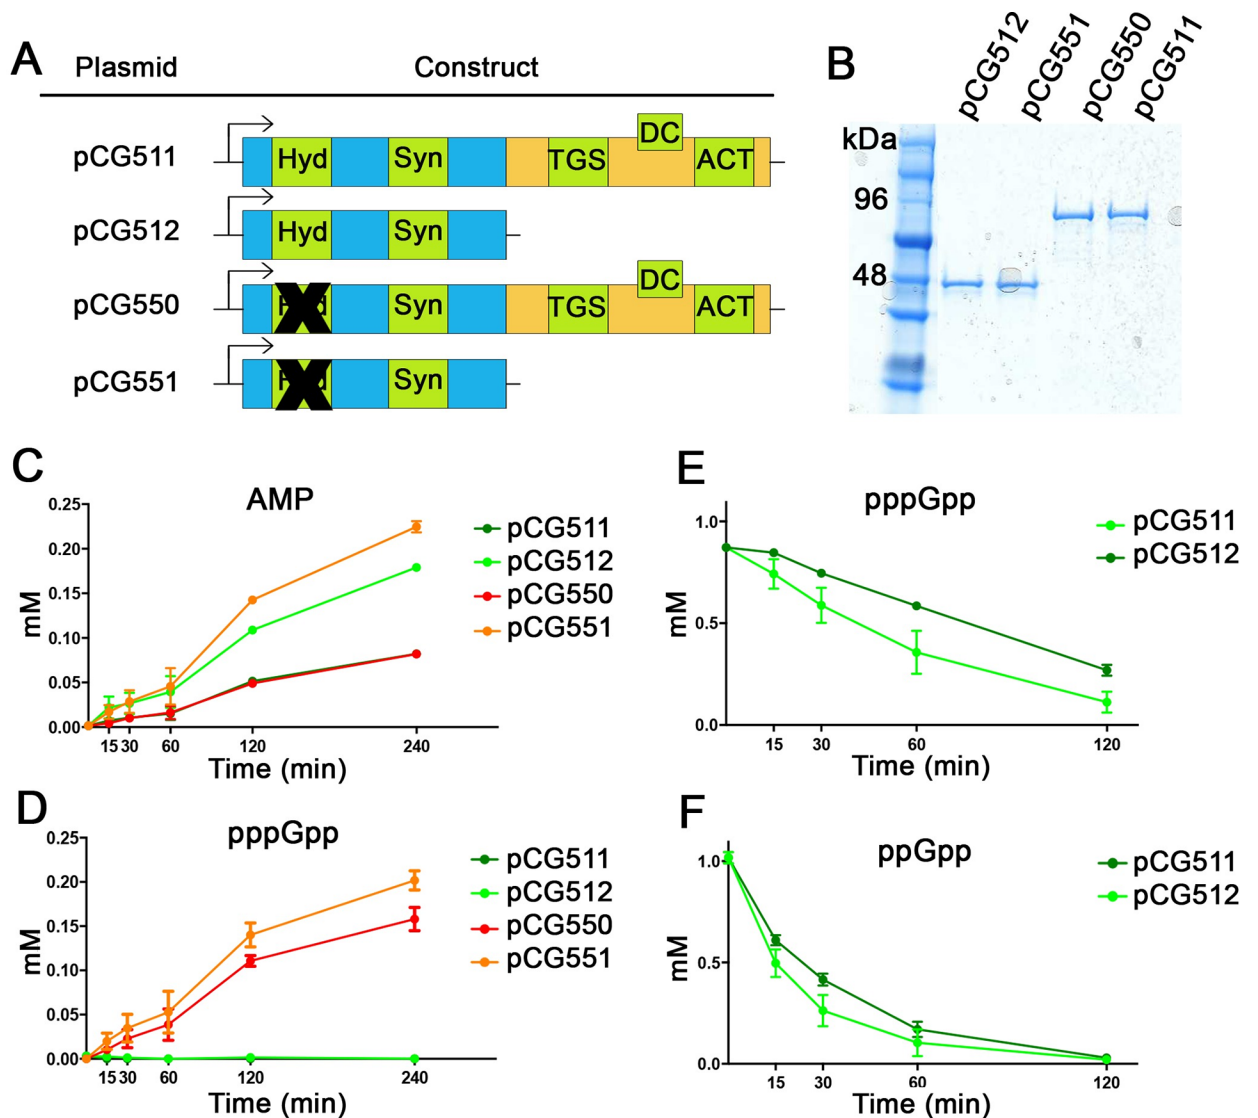 A
Plasmid Construct
pCG511
Hyd Syn TGS DC ACT
pCG512
Hyd Syn
pCG550
Syn TGS DC ACT
pCG551
Syn
B
pCG512 pCG551 pCG550 pCG511
kDa
96
48
C
AMP
mM
0.25
0.20
0.15
0.10
0.05
0.00
15 30 60 120 240
Time (min)
pCG511
pCG512
pCG550
pCG551
D
pppGpp
mM
0.25
0.20
0.15
0.10
0.05
0.00
15 30 60 120 240
Time (min)
pCG511
pCG512
pCG550
pCG551
E
pppGpp
mM
1.0
0.5
0.0
15 30 60 120
Time (min)
pCG511
pCG512
F
ppGpp
mM
1.0
0.5
0.0
15 30 60 120
Time (min)
pCG511
pCG512